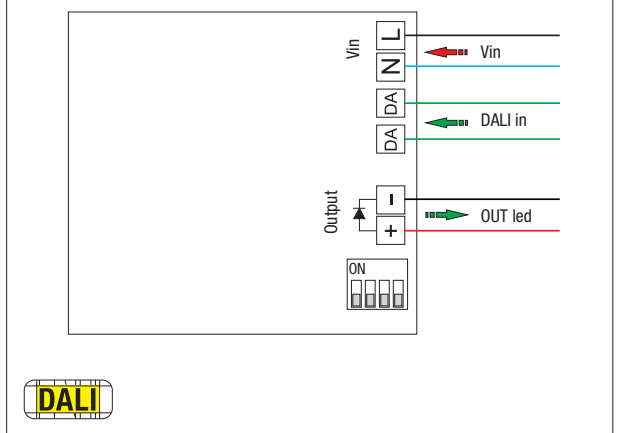 Vin
L
Vin
N
DA
DALI in
DA
Output
-
OUT led
+
ON
DALI